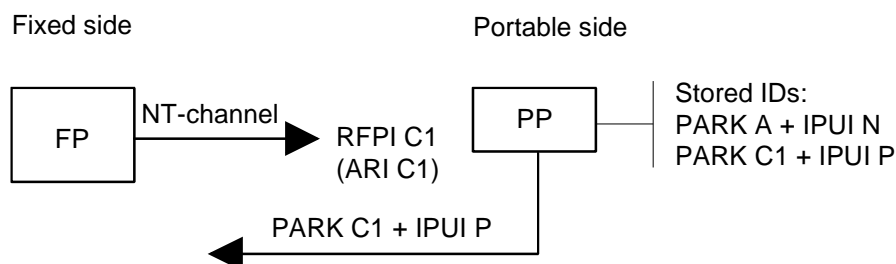 Fixed side
Portable side
FP
NT-channel
RFPI C1
(ARI C1)
PP
Stored IDs:
PARK A + IPUI N
PARK C1 + IPUI P
PARK C1 + IPUI P